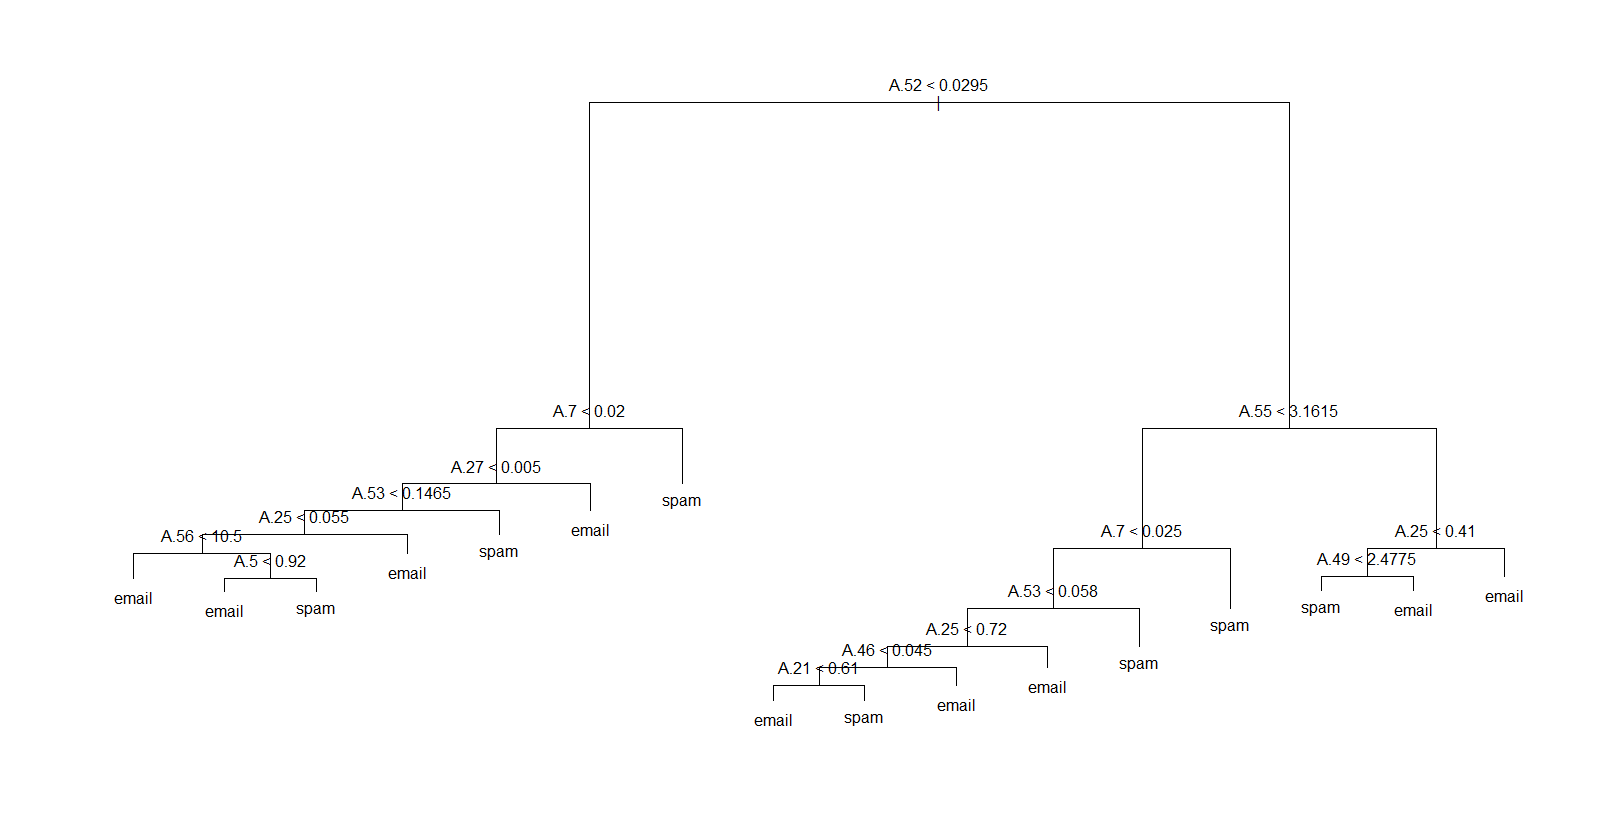 A.52 < 0.0295
A.7 < 0.02
A.55 < 3.1615
A.27 < 0.005
A.53 < 0.1465
spam
A.25 < 0.055
email
A.7 < 0.025
A.25 < 0.41
A.56 < 10.5
spam
A.5 < 0.92
A.49 < 2.4775
email
A.53 < 0.058
email
email
spam
spam
email
email
A.25 < 0.72
spam
A.46 < 0.045
spam
A.21 < 0.61
email
email
email
spam